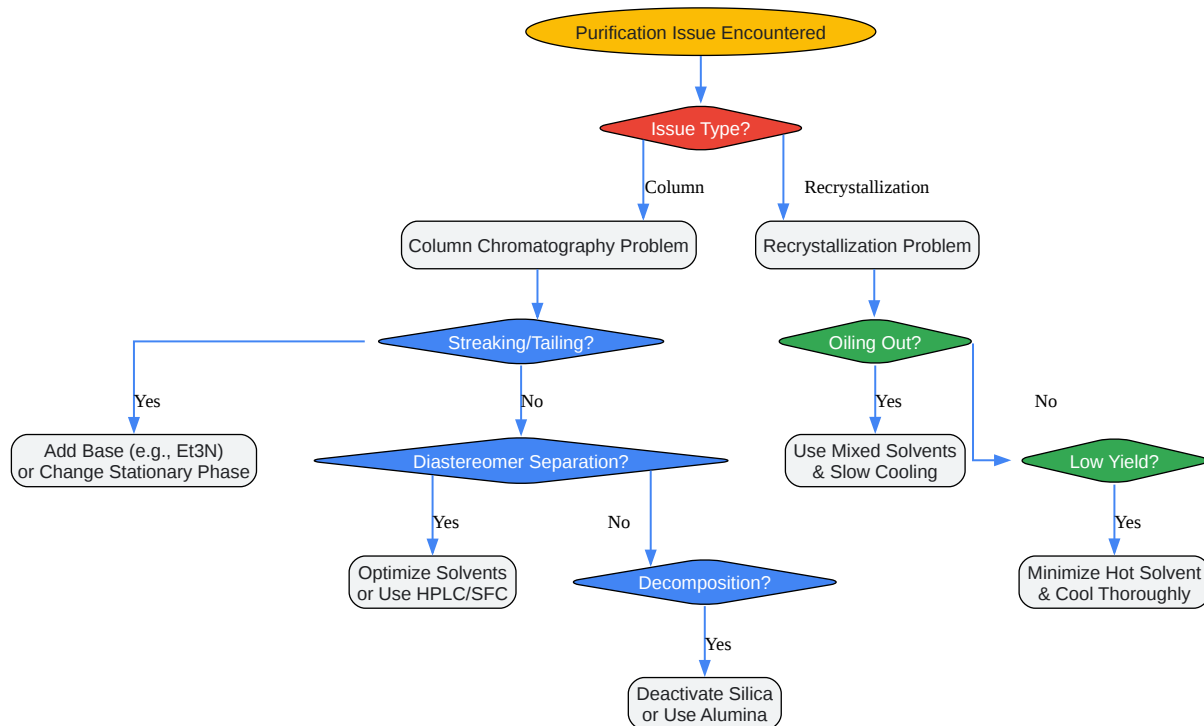 Purification Issue Encountered
Issue Type?
Column
Recrystallization
Column Chromatography Problem
Recrystallization Problem
Streaking/Tailing?
Oiling Out?
Yes
No
Yes
No
Add Base (e.g., Et3N)
or Change Stationary Phase
Diastereomer Separation?
Use Mixed Solvents
& Slow Cooling
Low Yield?
Yes
No
Yes
Optimize Solvents
or Use HPLC/SFC
Decomposition?
Minimize Hot Solvent
& Cool Thoroughly
Yes
Deactivate Silica
or Use Alumina